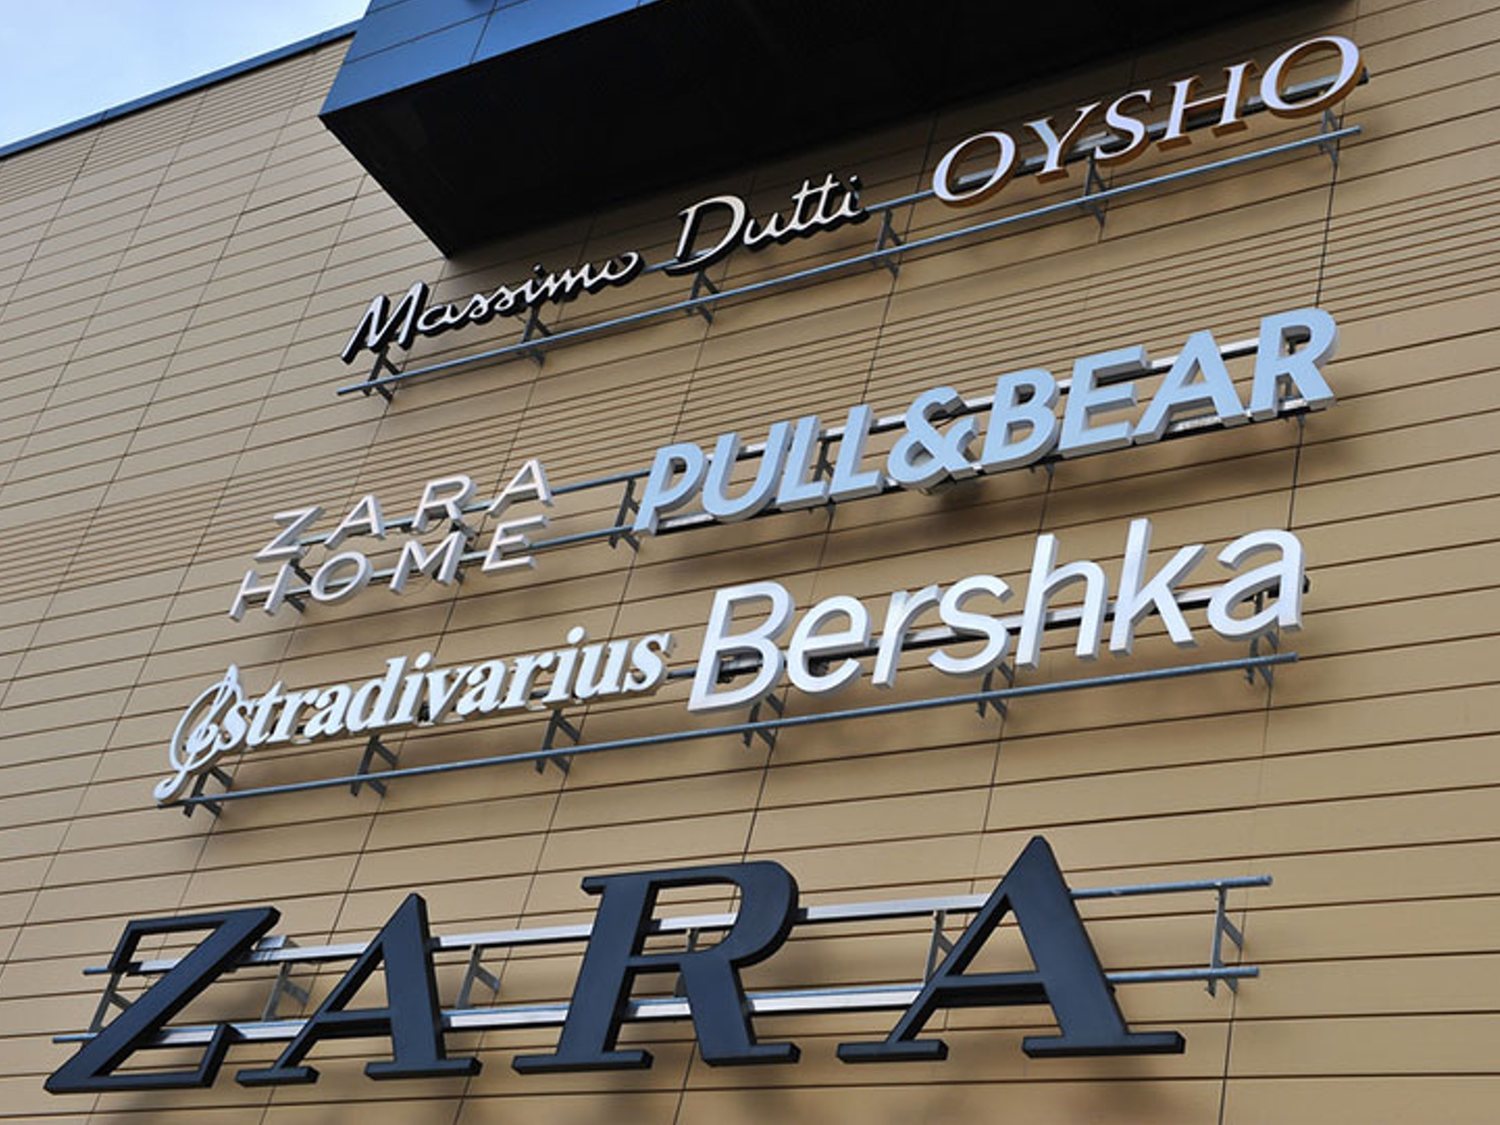 Massimo Dutti OYSHO
ZARA HOME PULL&BEAR
Stradivarius Bershka
ZARA